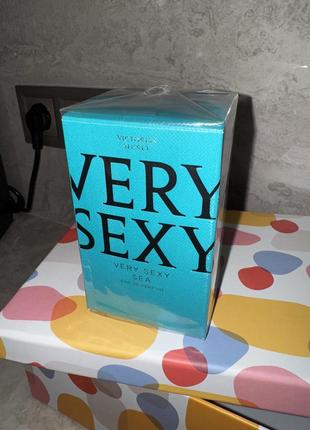 VICTORIA'S
SECRET
VERY
SEXY
VERY SEXY
SEA
EAU DE PARFUM